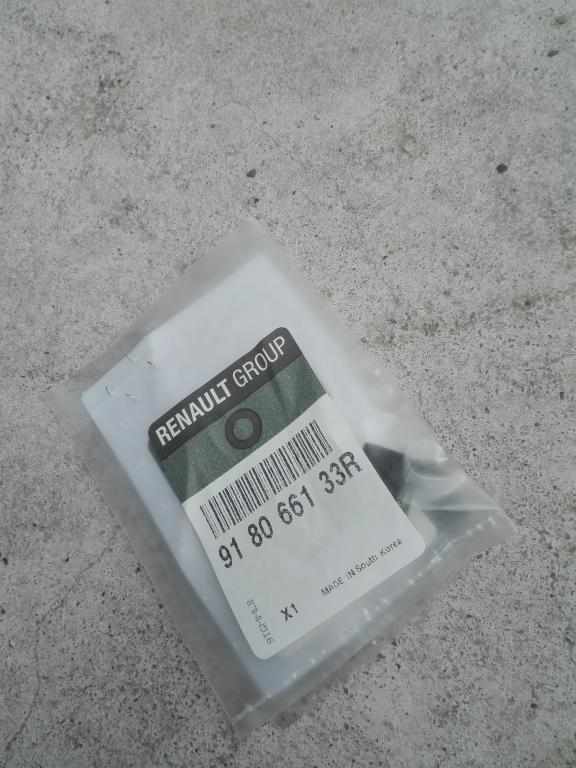 RENAULT GROUP
91 80 661 33R
MADE IN South Korea
X1